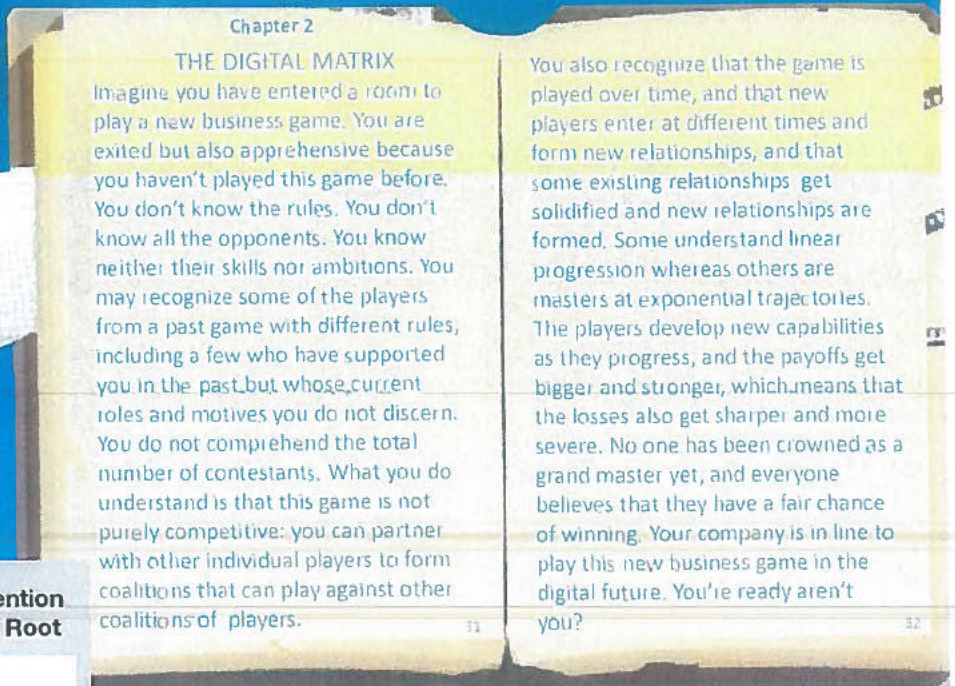 Chapter 2
THE DIGITAL MATRIX
Imagine you have entered a room to
play a new business game. You are
exited but also apprehensive because
you haven't played this game before.
You don't know the rules. You don't
know all the opponents. You know
neither their skills nor ambitions. You
may recognize some of the players
from a past game with different rules,
including a few who have supported
you in the past but whose current
roles and motives you do not discern.
You do not comprehend the total
number of contestants. What you do
understand is that this game is not
purely competitive: you can partner
with other individual players to form
coalitions that can play against other
coalitions of players.
31
You also recognize that the game is
played over time, and that new
players enter at different times and
form new relationships, and that
some existing relationships get
solidified and new relationships are
formed. Some understand linear
progression whereas others are
masters at exponential trajectories.
The players develop new capabilities
as they progress, and the payoffs get
bigger and stronger, which means that
the losses also get sharper and more
severe. No one has been crowned as a
grand master yet, and everyone
believes that they have a fair chance
of winning. Your company is in line to
play this new business game in the
digital future. You're ready aren't
you?
32
Root